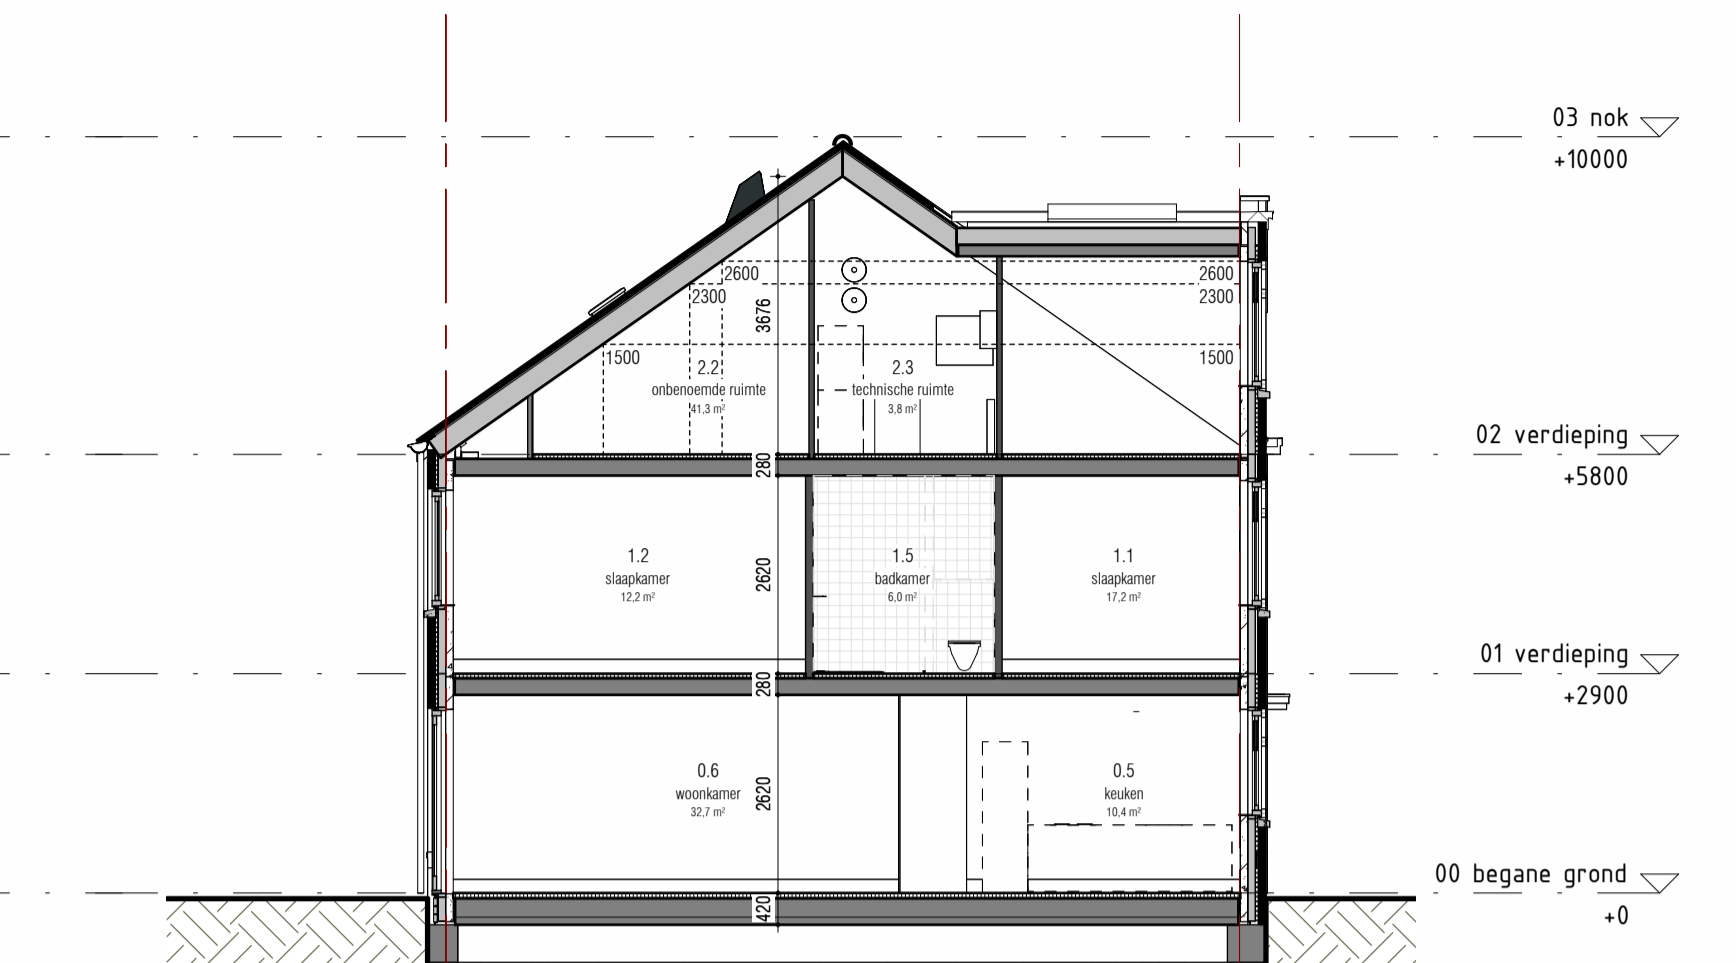 03 nok
+10000
2600
2600
2300
2300
3676
1500
1500
2.2
onbenoemde ruimte
41,3 m²
2.3
technische ruimte
3,8 m²
02 verdieping
+5800
280
1.2
slaapkamer
12,2 m²
2620
1.5
badkamer
6,0 m²
1.1
slaapkamer
17,2 m²
01 verdieping
+2900
280
0.6
woonkamer
32,7 m²
2620
0.5
keuken
10,4 m²
00 begane grond
+0
420